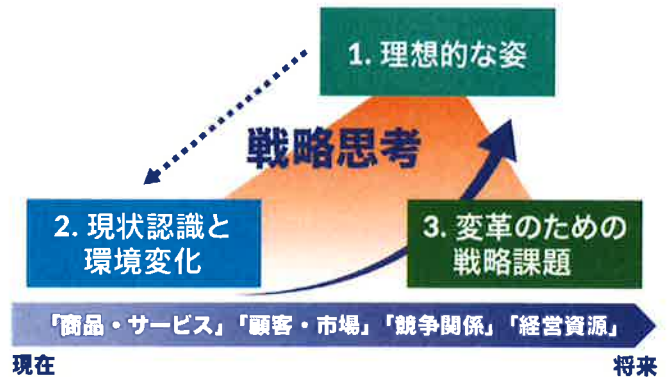 1. 理想的な姿
戦略思考
2. 現状認識と
環境変化
3. 変革のための
戦略課題
「商品・サービス」「顧客・市場」「競争関係」「経営資源」
現在
将来